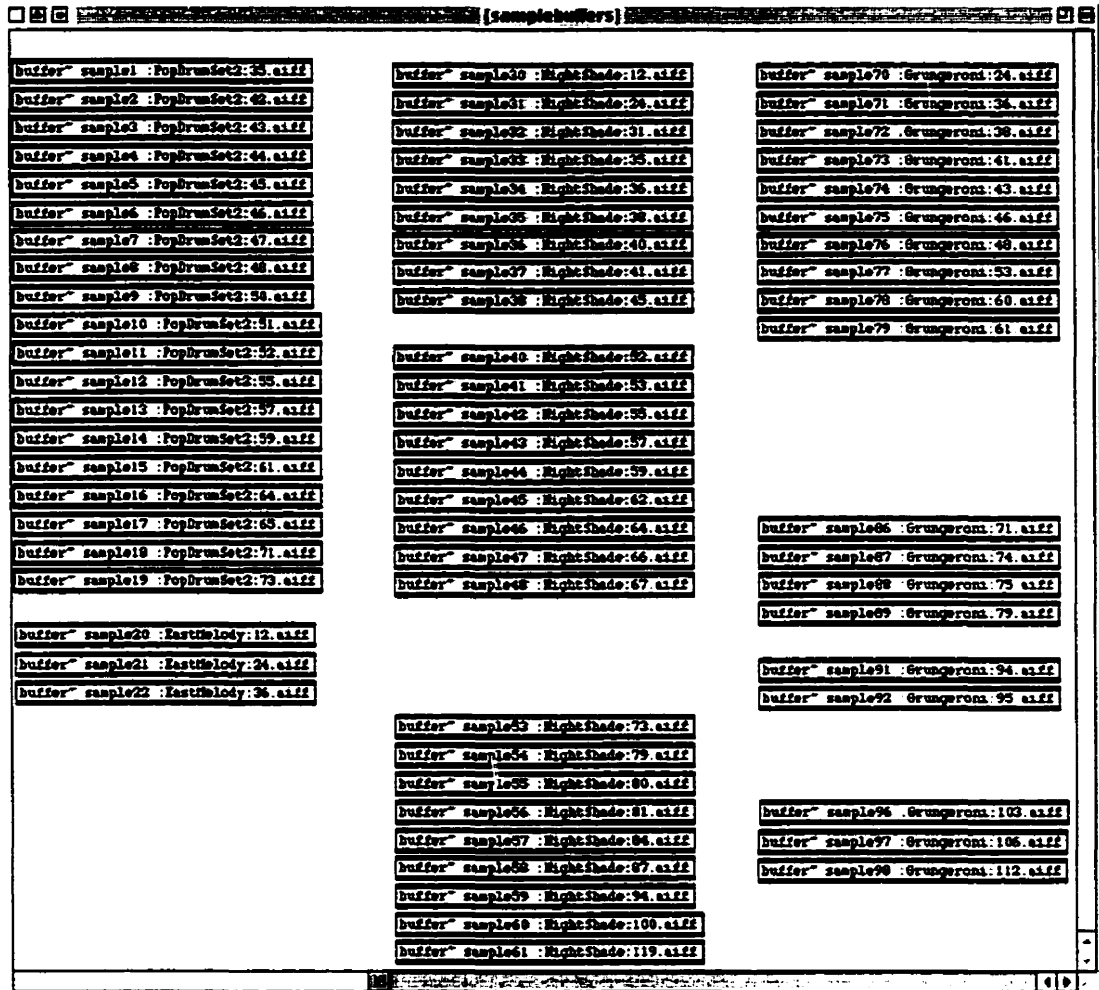 [samplebuffers]
buffer~ sample1 :PopDrumSet2:35.aiff
buffer~ sample2 :PopDrumSet2:42.aiff
buffer~ sample3 :PopDrumSet2:43.aiff
buffer~ sample4 :PopDrumSet2:44.aiff
buffer~ sample5 :PopDrumSet2:45.aiff
buffer~ sample6 :PopDrumSet2:46.aiff
buffer~ sample7 :PopDrumSet2:47.aiff
buffer~ sample8 :PopDrumSet2:48.aiff
buffer~ sample9 :PopDrumSet2:50.aiff
buffer~ sample10 :PopDrumSet2:51.aiff
buffer~ sample11 :PopDrumSet2:52.aiff
buffer~ sample12 :PopDrumSet2:55.aiff
buffer~ sample13 :PopDrumSet2:57.aiff
buffer~ sample14 :PopDrumSet2:59.aiff
buffer~ sample15 :PopDrumSet2:61.aiff
buffer~ sample16 :PopDrumSet2:64.aiff
buffer~ sample17 :PopDrumSet2:65.aiff
buffer~ sample18 :PopDrumSet2:71.aiff
buffer~ sample19 :PopDrumSet2:73.aiff
buffer~ sample20 :EastMelody:12.aiff
buffer~ sample21 :EastMelody:24.aiff
buffer~ sample22 :EastMelody:36.aiff
buffer~ sample30 :NightShade:12.aiff
buffer~ sample31 :NightShade:24.aiff
buffer~ sample32 :NightShade:31.aiff
buffer~ sample33 :NightShade:35.aiff
buffer~ sample34 :NightShade:36.aiff
buffer~ sample35 :NightShade:38.aiff
buffer~ sample36 :NightShade:40.aiff
buffer~ sample37 :NightShade:41.aiff
buffer~ sample38 :NightShade:45.aiff
buffer~ sample40 :NightShade:52.aiff
buffer~ sample41 :NightShade:53.aiff
buffer~ sample42 :NightShade:55.aiff
buffer~ sample43 :NightShade:57.aiff
buffer~ sample44 :NightShade:59.aiff
buffer~ sample45 :NightShade:62.aiff
buffer~ sample46 :NightShade:64.aiff
buffer~ sample47 :NightShade:66.aiff
buffer~ sample48 :NightShade:67.aiff
buffer~ sample53 :NightShade:73.aiff
buffer~ sample54 :NightShade:79.aiff
buffer~ sample55 :NightShade:80.aiff
buffer~ sample56 :NightShade:81.aiff
buffer~ sample57 :NightShade:84.aiff
buffer~ sample58 :NightShade:87.aiff
buffer~ sample59 :NightShade:94.aiff
buffer~ sample60 :NightShade:100.aiff
buffer~ sample61 :NightShade:119.aiff
buffer~ sample70 :Grungeroni:24.aiff
buffer~ sample71 :Grungeroni:36.aiff
buffer~ sample72 :Grungeroni:38.aiff
buffer~ sample73 :Grungeroni:41.aiff
buffer~ sample74 :Grungeroni:43.aiff
buffer~ sample75 :Grungeroni:46.aiff
buffer~ sample76 :Grungeroni:48.aiff
buffer~ sample77 :Grungeroni:53.aiff
buffer~ sample78 :Grungeroni:60.aiff
buffer~ sample79 :Grungeroni:61.aiff
buffer~ sample86 :Grungeroni:71.aiff
buffer~ sample87 :Grungeroni:74.aiff
buffer~ sample88 :Grungeroni:75.aiff
buffer~ sample89 :Grungeroni:79.aiff
buffer~ sample91 :Grungeroni:94.aiff
buffer~ sample92 :Grungeroni:95.aiff
buffer~ sample96 :Grungeroni:103.aiff
buffer~ sample97 :Grungeroni:106.aiff
buffer~ sample98 :Grungeroni:112.aiff